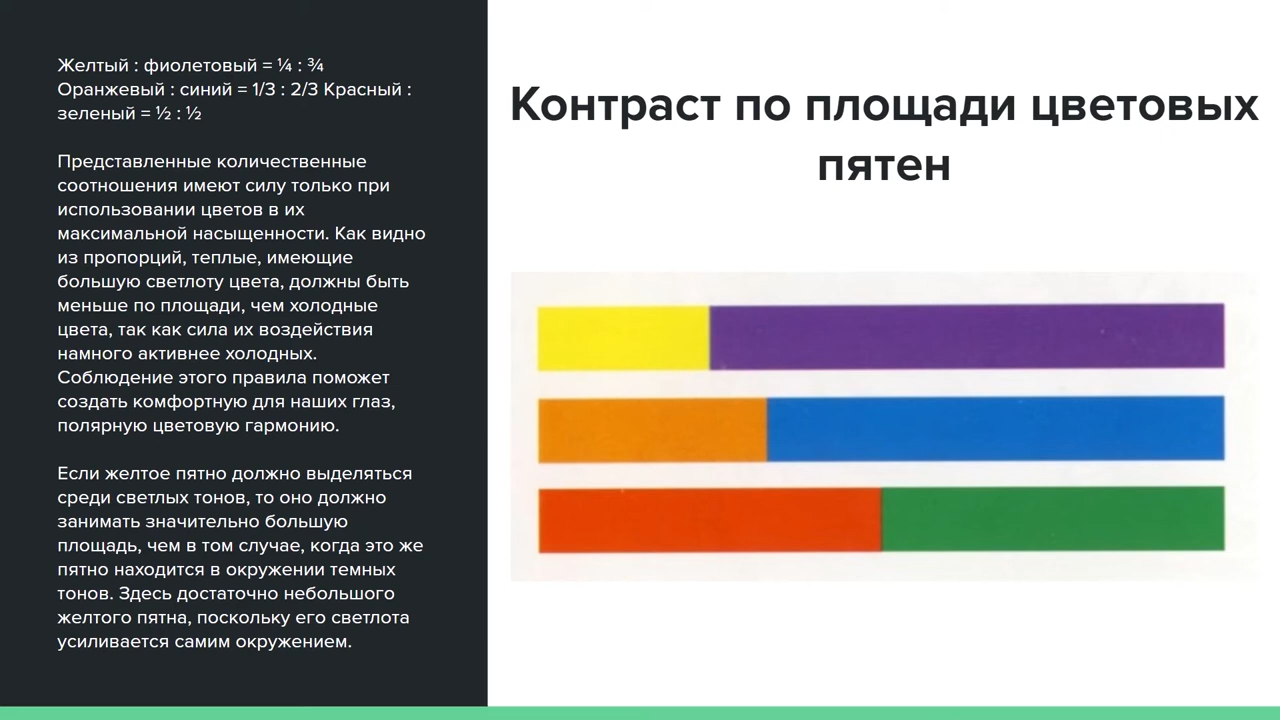 Желтый : фиолетовый = ¼ : ¾
Оранжевый : синий = 1/3 : 2/3 Красный :
зеленый = ½ : ½
Представленные количественные
соотношения имеют силу только при
использовании цветов в их
максимальной насыщенности. Как видно
из пропорций, теплые, имеющие
большую светлоту цвета, должны быть
меньше по площади, чем холодные
цвета, так как сила их воздействия
намного активнее холодных.
Соблюдение этого правила поможет
создать комфортную для наших глаз,
полярную цветовую гармонию.
Если желтое пятно должно выделяться
среди светлых тонов, то оно должно
занимать значительно большую
площадь, чем в том случае, когда это же
пятно находится в окружении темных
тонов. Здесь достаточно небольшого
желтого пятна, поскольку его светлота
усиливается самим окружением.
Контраст по площади цветовых
пятен